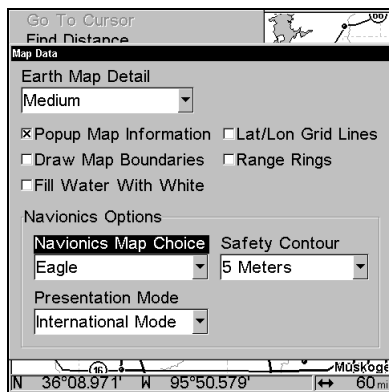 Go To Cursor
Find Distance
Map Data
Earth Map Detail
Medium
Popup Map Information
Lat/Lon Grid Lines
Draw Map Boundaries
Range Rings
Fill Water With White
Navionics Options
Navionics Map Choice
Safety Contour
Eagle
5 Meters
Presentation Mode
International Mode
16
Muskoge
N 36°08.971' W 95°50.579' ↔ 60mi